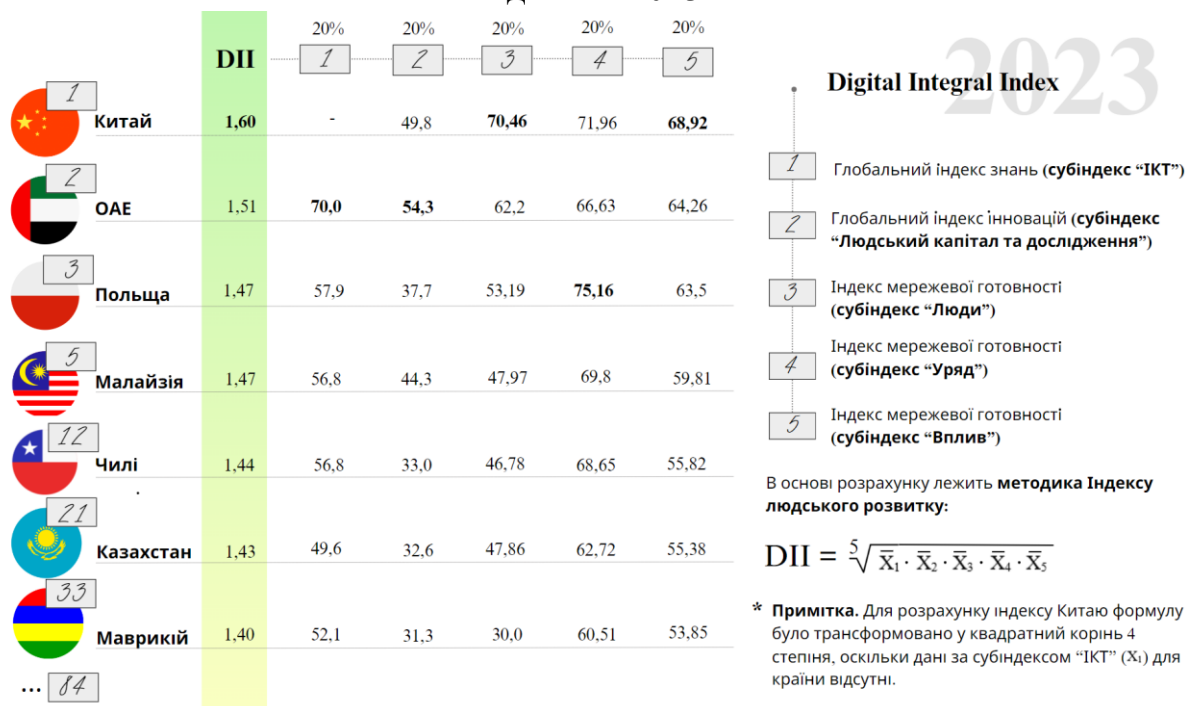 20% 20% 20% 20% 20%
DII 1 2 3 4 5
1 Китай 1,60 - 49,8 70,46 71,96 68,92
2 ОАЕ 1,51 70,0 54,3 62,2 66,63 64,26
3 Польща 1,47 57,9 37,7 53,19 75,16 63,5
5 Малайзія 1,47 56,8 44,3 47,97 69,8 59,81
12 Чилі 1,44 56,8 33,0 46,78 68,65 55,82
21 Казахстан 1,43 49,6 32,6 47,86 62,72 55,38
33 Маврикій 1,40 52,1 31,3 30,0 60,51 53,85
... 84
2023
Digital Integral Index
1 Глобальний індекс знань (субіндекс “ІКТ”)
2 Глобальний індекс інновацій (субіндекс
“Людський капітал та дослідження”)
3 Індекс мережевої готовності
(субіндекс “Люди”)
4 Індекс мережевої готовності
(субіндекс “Уряд”)
5 Індекс мережевої готовності
(субіндекс “Вплив”)
В основі розрахунку лежить методика Індексу
людського розвитку:
DII = ⁵√X̅₁ · X̅₂ · X̅₃ · X̅₄ · X̅₅
* Примітка. Для розрахунку індексу Китаю формулу
було трансформовано у квадратний корінь 4
степіня, оскільки дані за субіндексом “ІКТ” (X₁) для
країни відсутні.